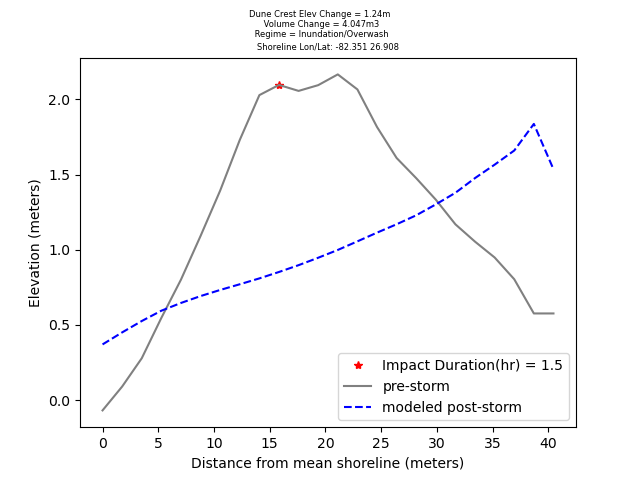 Dune Crest Elev Change = 1.24m
Volume Change = 4.047m3
Regime = Inundation/Overwash
Shoreline Lon/Lat: -82.351 26.908
2.0
1.5
1.0
0.5
0.0
Elevation (meters)
Impact Duration(hr) = 1.5
pre-storm
modeled post-storm
0 5 10 15 20 25 30 35 40
Distance from mean shoreline (meters)